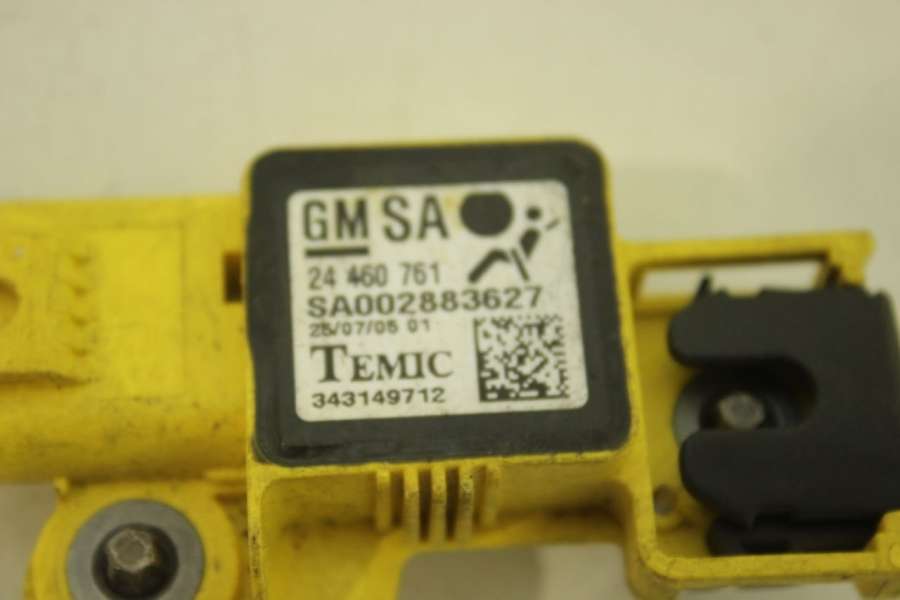 GM SA
24 460 761
SA002883627
25/07/05 01
TEMIC
343149712